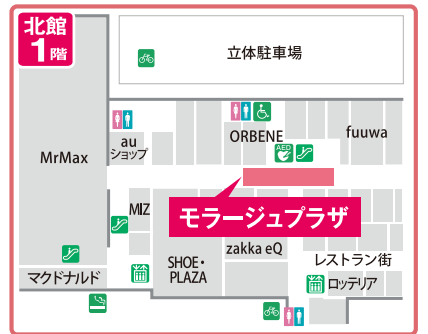 北館
1階
立体駐車場
au
ショップ
ORBENE
fuuwa
AED
MrMax
MIZ
モラージュプラザ
SHOE・
PLAZA
zakka eQ
レストラン街
マクドナルド
ロッテリア